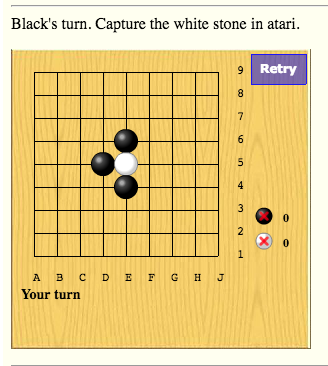 Black's turn. Capture the white stone in atari.
9
Retry
8
7
6
5
4
3
0
2
0
1
A B C D E F G H J
Your turn